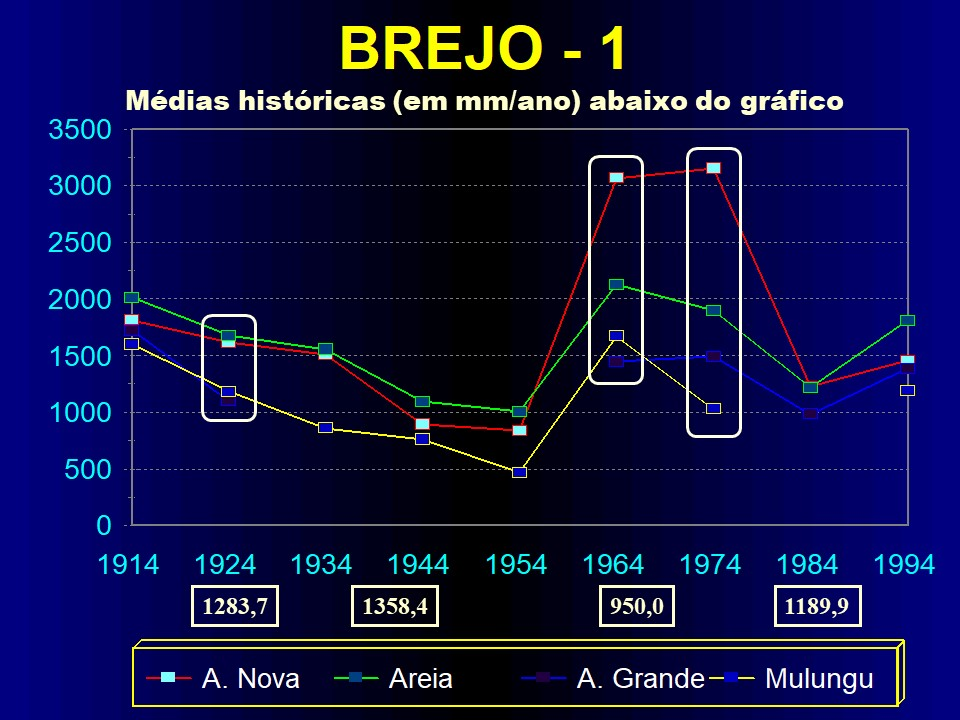 BREJO - 1
Médias históricas (em mm/ano) abaixo do gráfico
3500
3000
2500
2000
1500
1000
500
0
1914 1924 1934 1944 1954 1964 1974 1984 1994
1283,7 1358,4 950,0 1189,9
A. Nova Areia A. Grande Mulungu